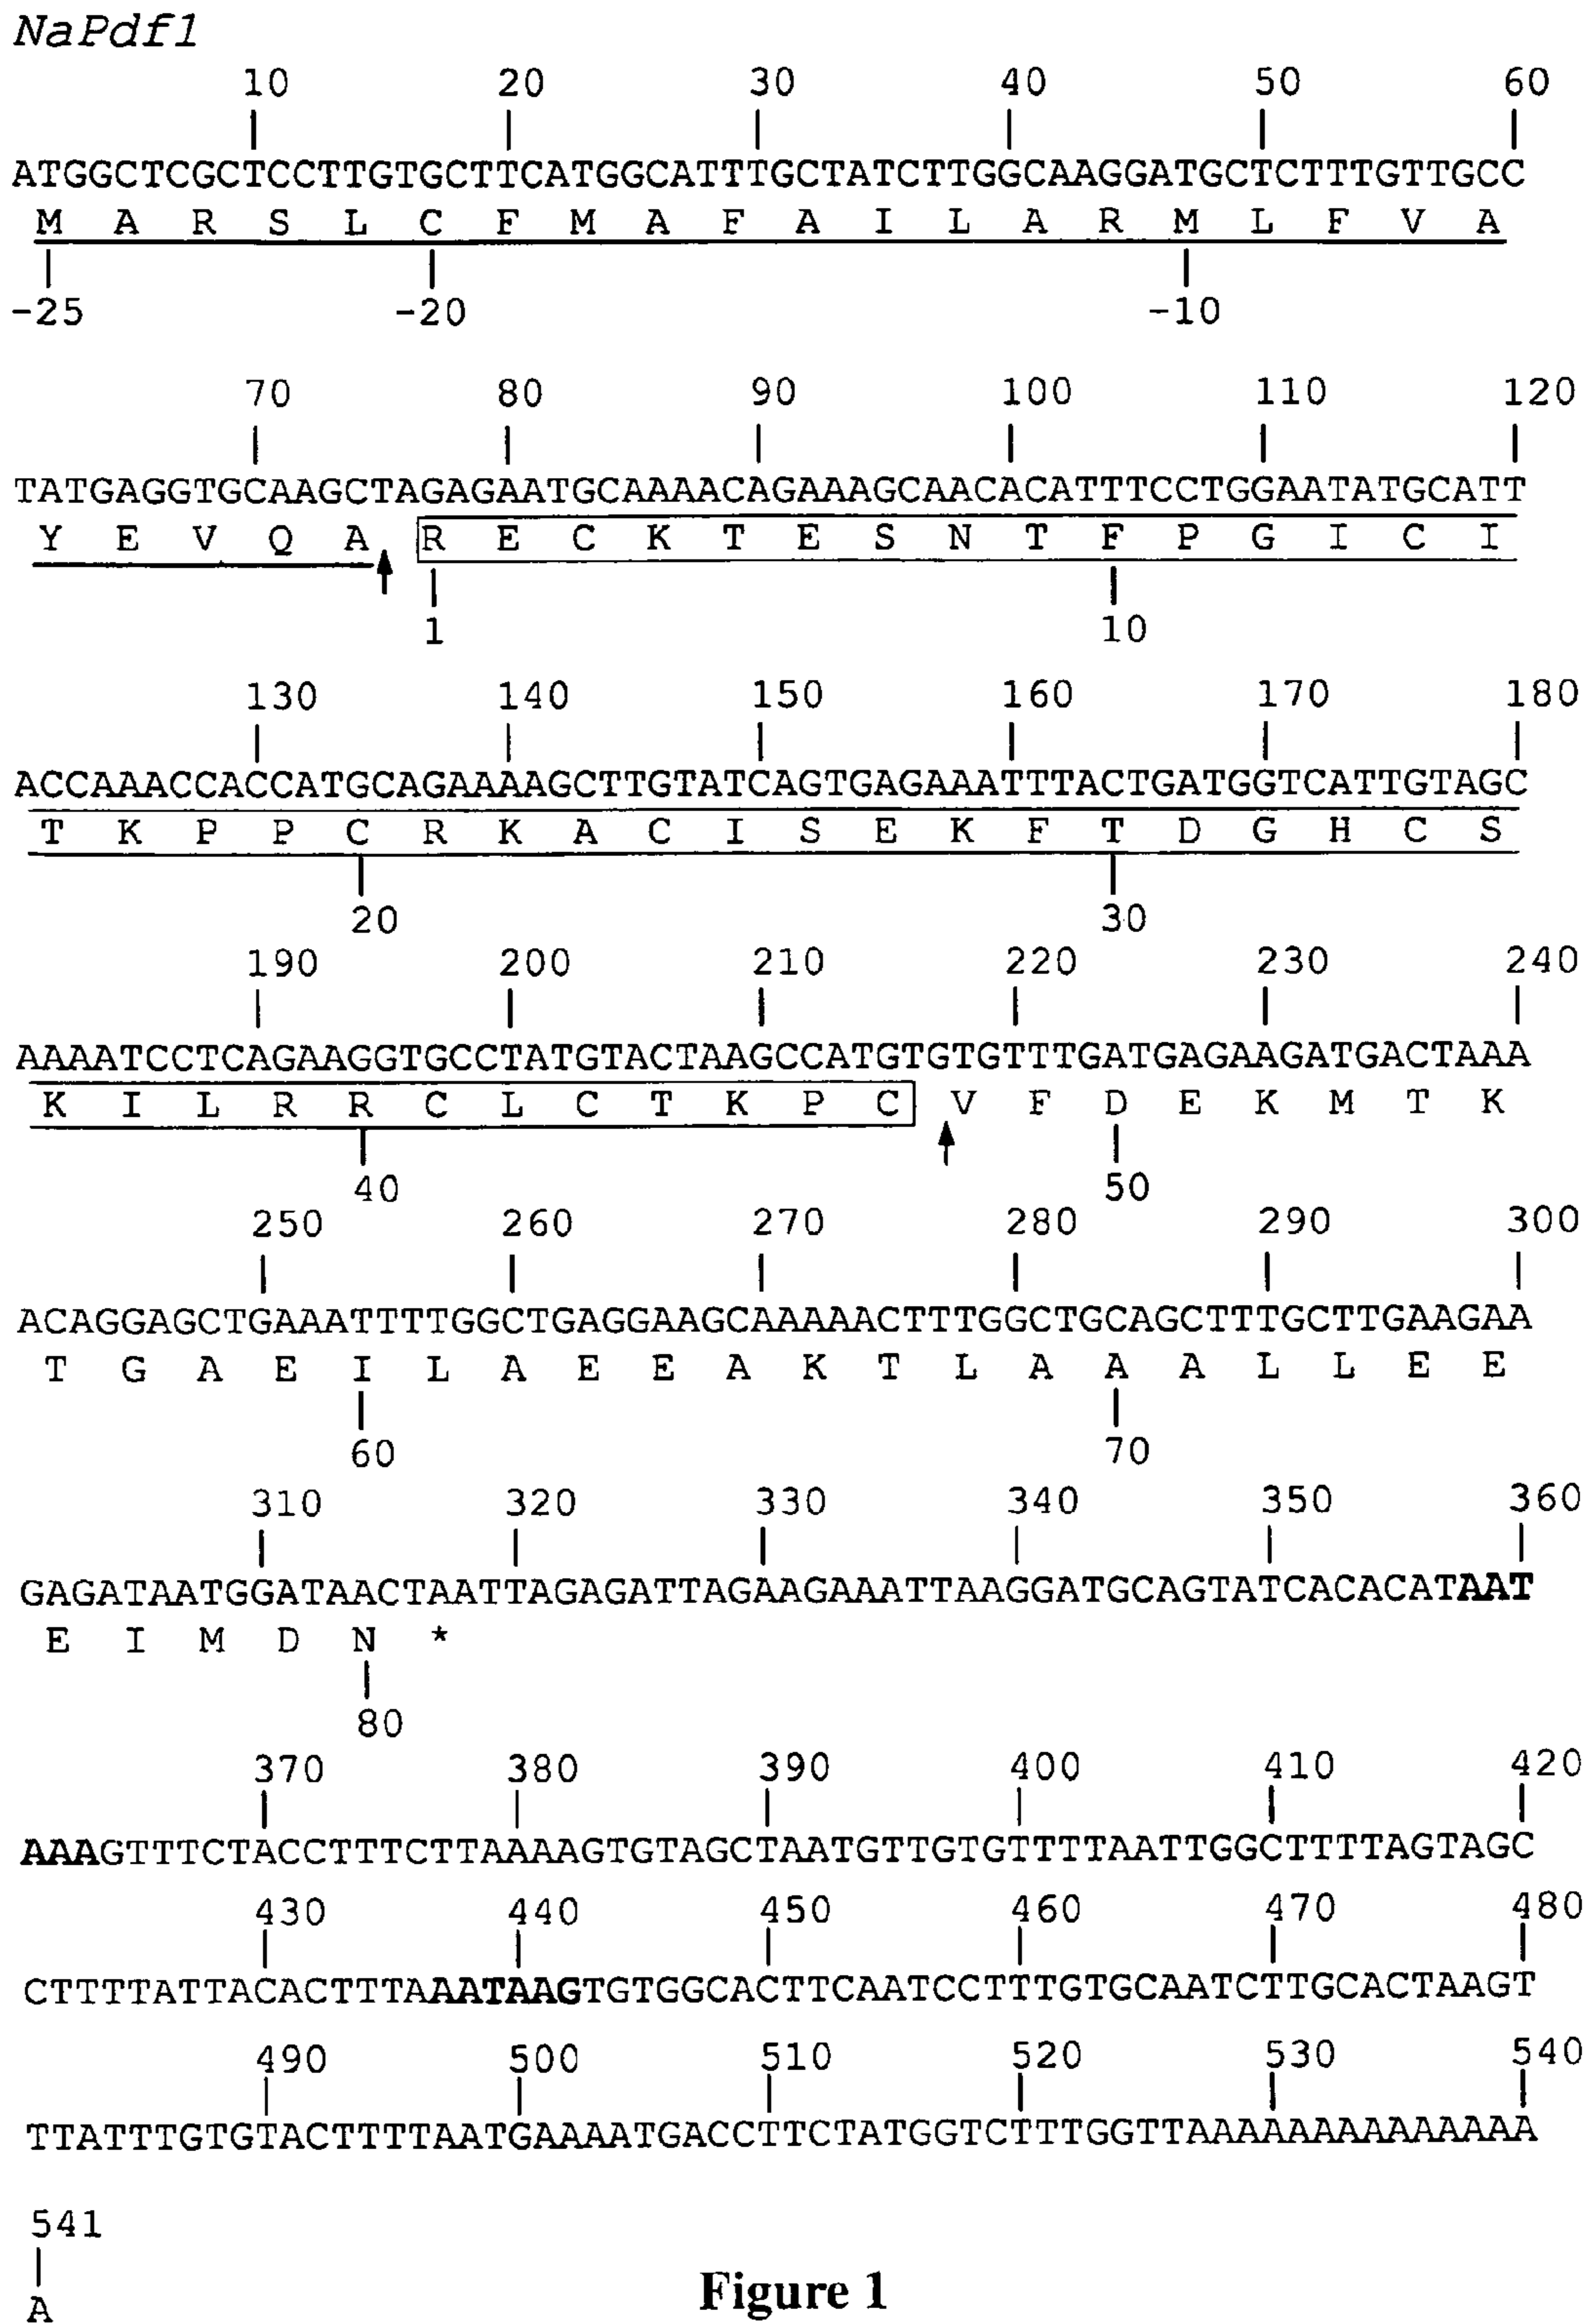 NaPdf1
10 20 30 40 50 60
ATGGCTCGCTCCTTGTGCTTCATGGCATTTGCTATCTTGGCAAGGATGCTCTTTGTTGCC
M A R S L C F M A F A I L A R M L F V A
-25 -20 -10
70 80 90 100 110 120
TATGAGGTGCAAGCTAGAGAATGCAAAACAGAAAGCAACACATTTCCTGGAATATGCATT
Y E V Q A R E C K T E S N T F P G I C I
1 10
130 140 150 160 170 180
ACCAAACCACCATGCAGAAAAGCTTGTATCAGTGAGAAATTTACTGATGGTCATTGTAGC
T K P P C R K A C I S E K F T D G H C S
20 30
190 200 210 220 230 240
AAAATCCTCAGAAGGTGCCTATGTACTAAGCCATGTGTGTTTGATGAGAAGATGACTAAA
K I L R R C L C T K P C V F D E K M T K
40 50
250 260 270 280 290 300
ACAGGAGCTGAAATTTTGGCTGAGGAAGCAAAAACTTTGGCTGCAGCTTTGCTTGAAGAA
T G A E I L A E E A K T L A A A L L E E
60 70
310 320 330 340 350 360
GAGATAATGGATAACTAATTAGAGATTAGAAGAAATTAAGGATGCAGTATCACACATAAT
E I M D N *
80
370 380 390 400 410 420
AAAGTTTCTACCTTTCTTAAAAGTGTAGCTAATGTTGTGTTTTAATTGGCTTTTAGTAGC
430 440 450 460 470 480
CTTTTATTACACTTTAAATAAGTGTGGCACTTCAATCCTTTGTGCAATCTTGCACTAAGT
490 500 510 520 530 540
TTATTTGTGTACTTTTAATGAAAATGACCTTCTATGGTCTTTGGTTAAAAAAAAAAAAAA
541
A
Figure 1